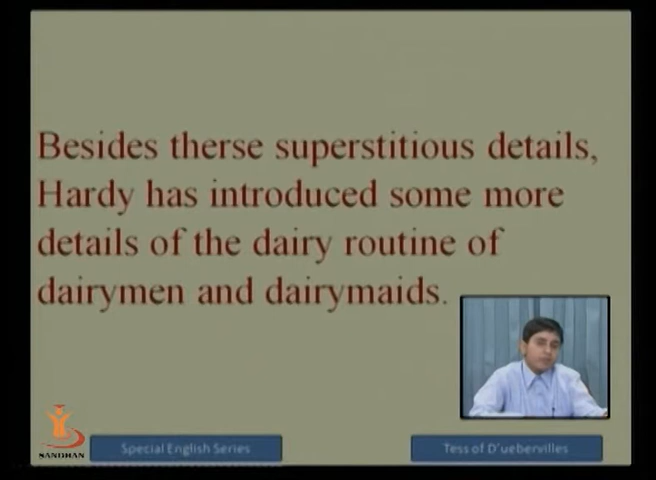 Besides therse superstitious details,
Hardy has introduced some more
details of the dairy routine of
dairymen and dairymaids.
SANDHAN
Special English Series
Tess of D'uebervilles